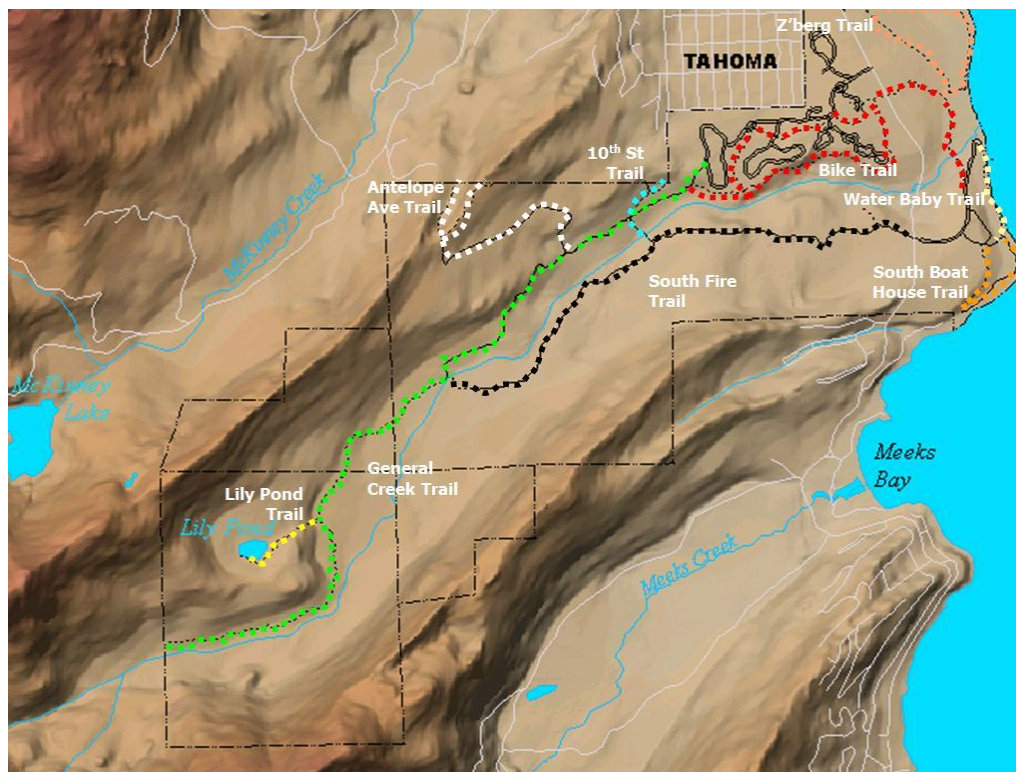 Z'berg Trail
TAHOMA
10th St
Trail
Antelope
Ave Trail
Bike Trail
Water Baby Trail
McKinney Creek
South Fire
Trail
South Boat
House Trail
McKinney
Lake
General
Creek Trail
Meeks
Bay
Lily Pond
Trail
Lily Pond
Meeks Creek